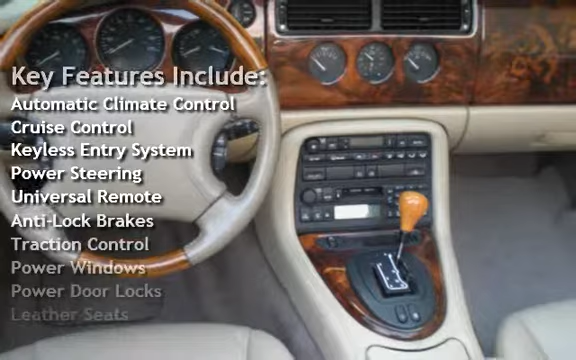 Key Features Include:
Automatic Climate Control
Cruise Control
Keyless Entry System
Power Steering
Universal Remote
Anti-Lock Brakes
Traction Control
Power Windows
Power Door Locks
Leather Seats